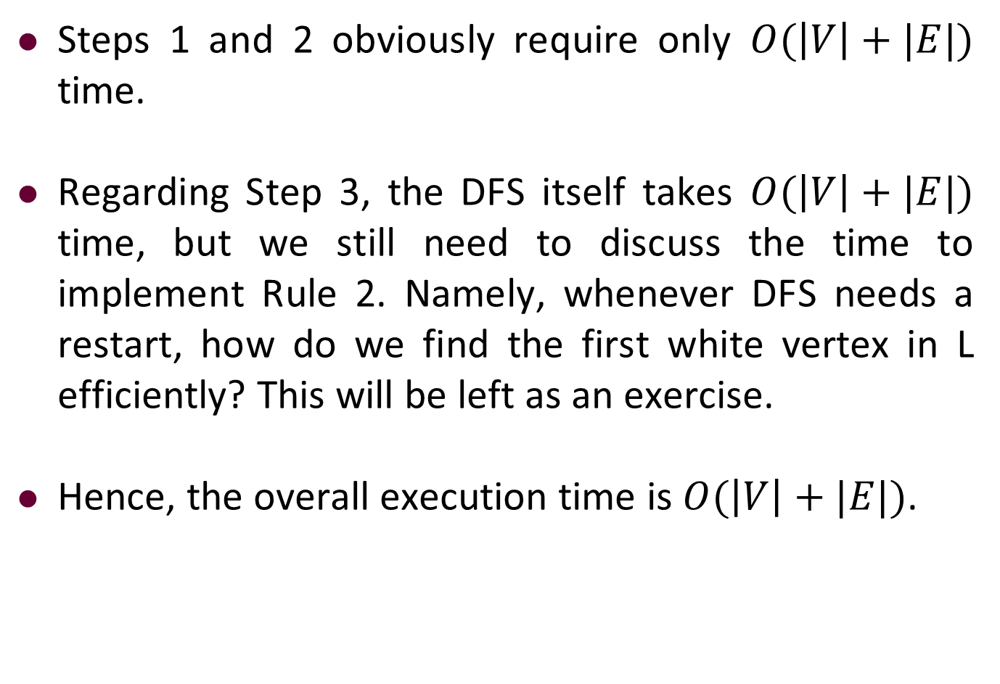 • Steps 1 and 2 obviously require only O(|V| + |E|)
time.
• Regarding Step 3, the DFS itself takes O(|V| + |E|)
time, but we still need to discuss the time to
implement Rule 2. Namely, whenever DFS needs a
restart, how do we find the first white vertex in L
efficiently? This will be left as an exercise.
• Hence, the overall execution time is O(|V| + |E|).